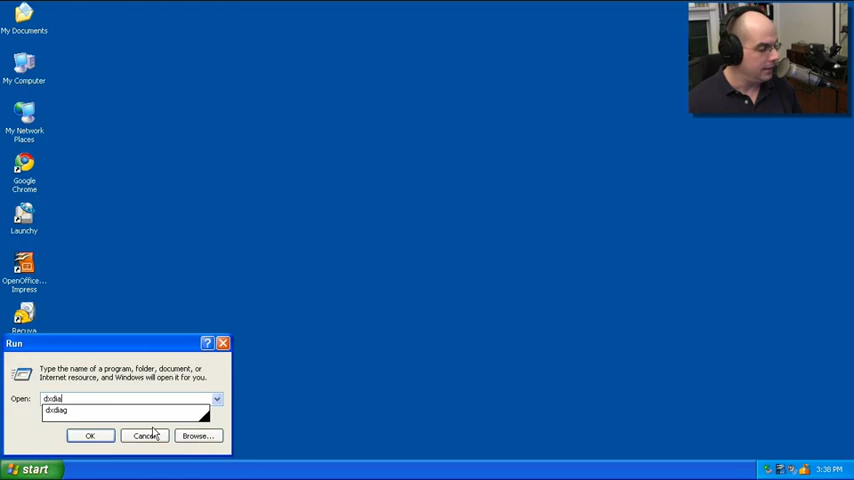 My Documents
My Computer
My Network
Places
Google
Chrome
Launchy
OpenOffice...
Impress
Recuva
Run
Type the name of a program, folder, document, or
Internet resource, and Windows will open it for you.
Open:
dxdia
dxdiag
OK
Cancel
Browse...
start
3:38 PM